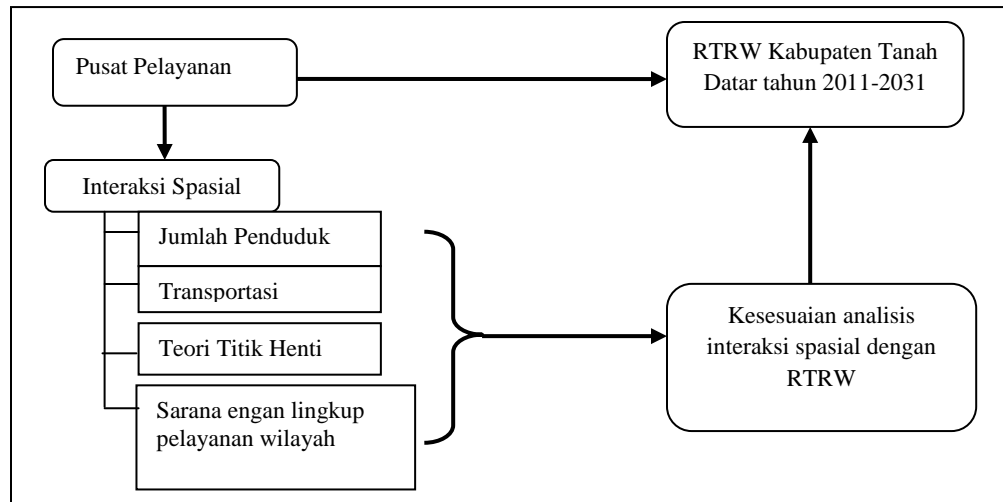 Pusat Pelayanan
RTRW Kabupaten Tanah
Datar tahun 2011-2031
Interaksi Spasial
Jumlah Penduduk
Transportasi
Teori Titik Henti
Sarana engan lingkup
pelayanan wilayah
Kesesuaian analisis
interaksi spasial dengan
RTRW